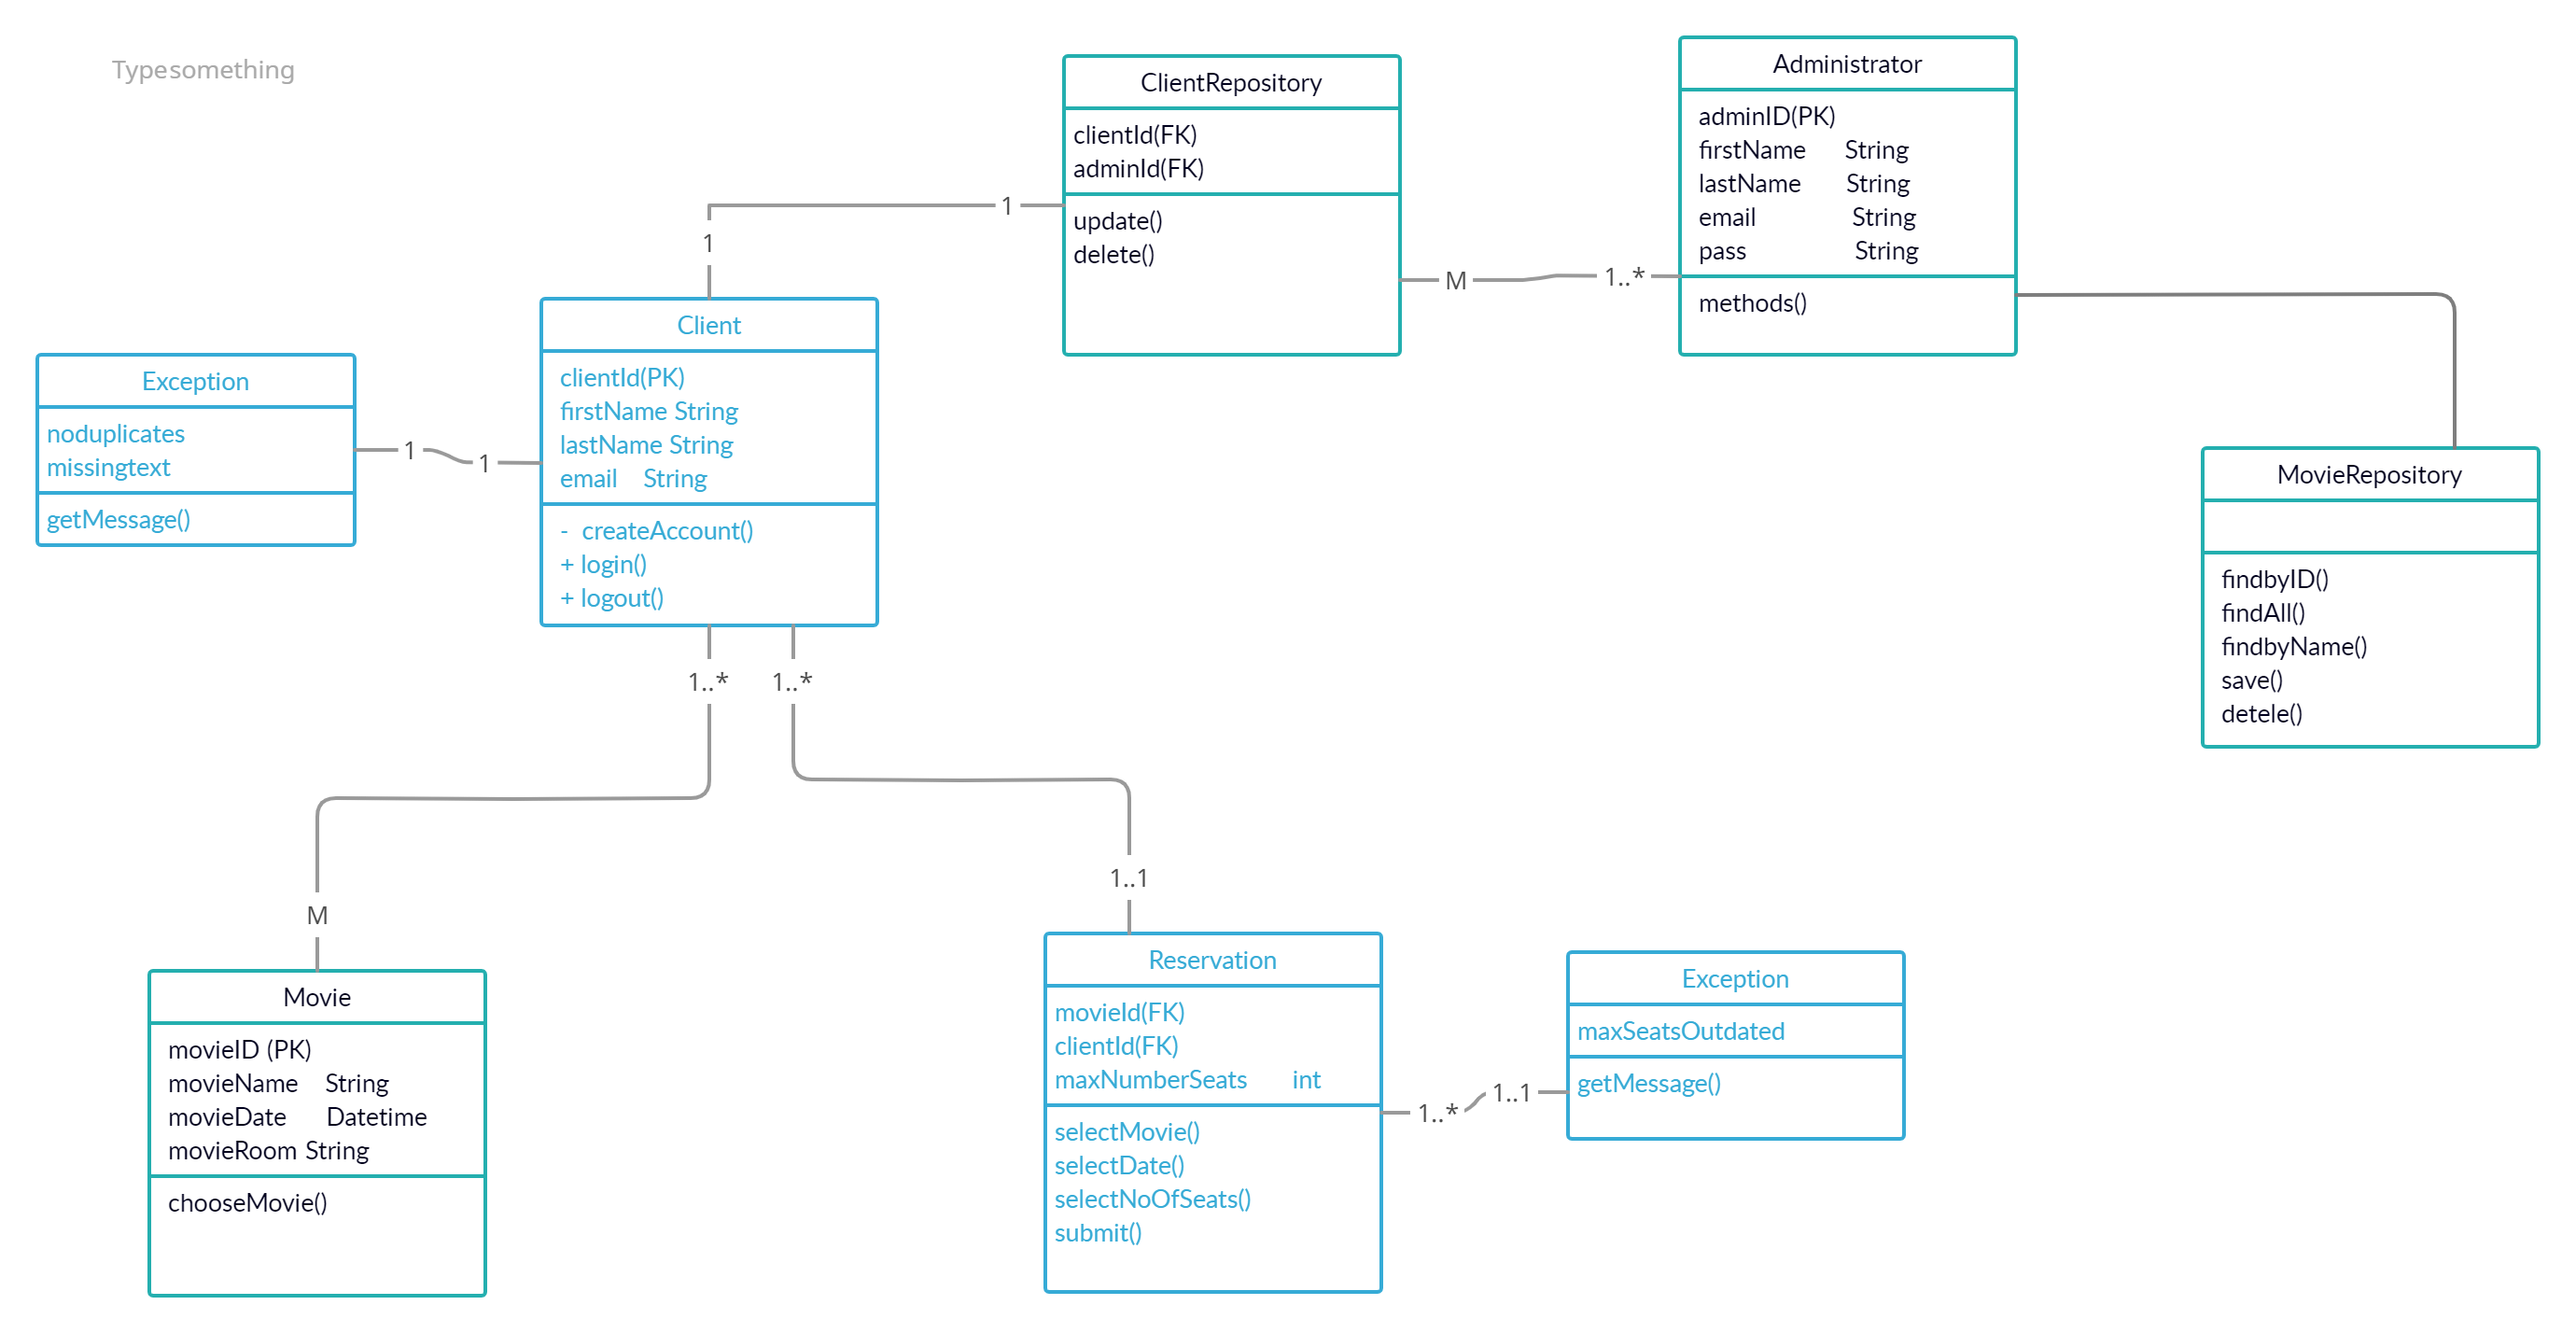 Type something
ClientRepository
clientId(FK)
adminId(FK)
update()
delete()
Administrator
adminID(PK)
firstName String
lastName String
email String
pass String
methods()
1
1
M
1..*
Client
clientId(PK)
firstName String
lastName String
email String
- createAccount()
+ login()
+ logout()
Exception
noduplicates
missingtext
getMessage()
1
1
MovieRepository
findbyID()
findAll()
findbyName()
save()
detele()
1..*
1..*
M
1..1
Movie
movieID (PK)
movieName String
movieDate Datetime
movieRoom String
chooseMovie()
Reservation
movieId(FK)
clientId(FK)
maxNumberSeats int
selectMovie()
selectDate()
selectNoOfSeats()
submit()
1..*
1..1
Exception
maxSeatsOutdated
getMessage()